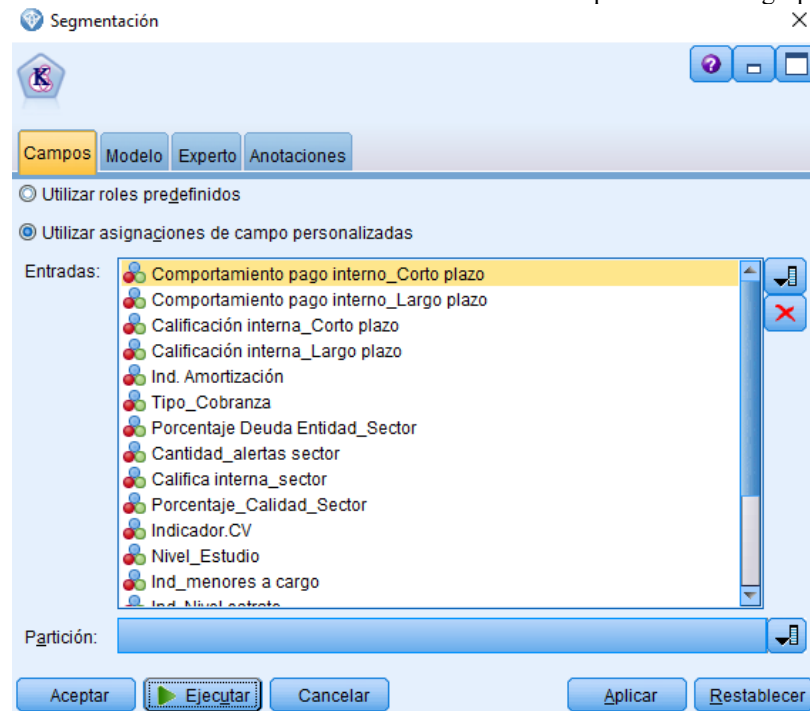 Segmentación
K
Campos Modelo Experto Anotaciones
Utilizar roles predefinidos
Utilizar asignaciones de campo personalizadas
Entradas:
Comportamiento pago interno_Corto plazo
Comportamiento pago interno_Largo plazo
Calificación interna_Corto plazo
Calificación interna_Largo plazo
Ind. Amortización
Tipo_Cobranza
Porcentaje Deuda Entidad_Sector
Cantidad_alertas sector
Califica interna_sector
Porcentaje_Calidad_Sector
Indicador.CV
Nivel_Estudio
Ind_menores a cargo
Partición:
Aceptar Ejecutar Cancelar Aplicar Restablecer